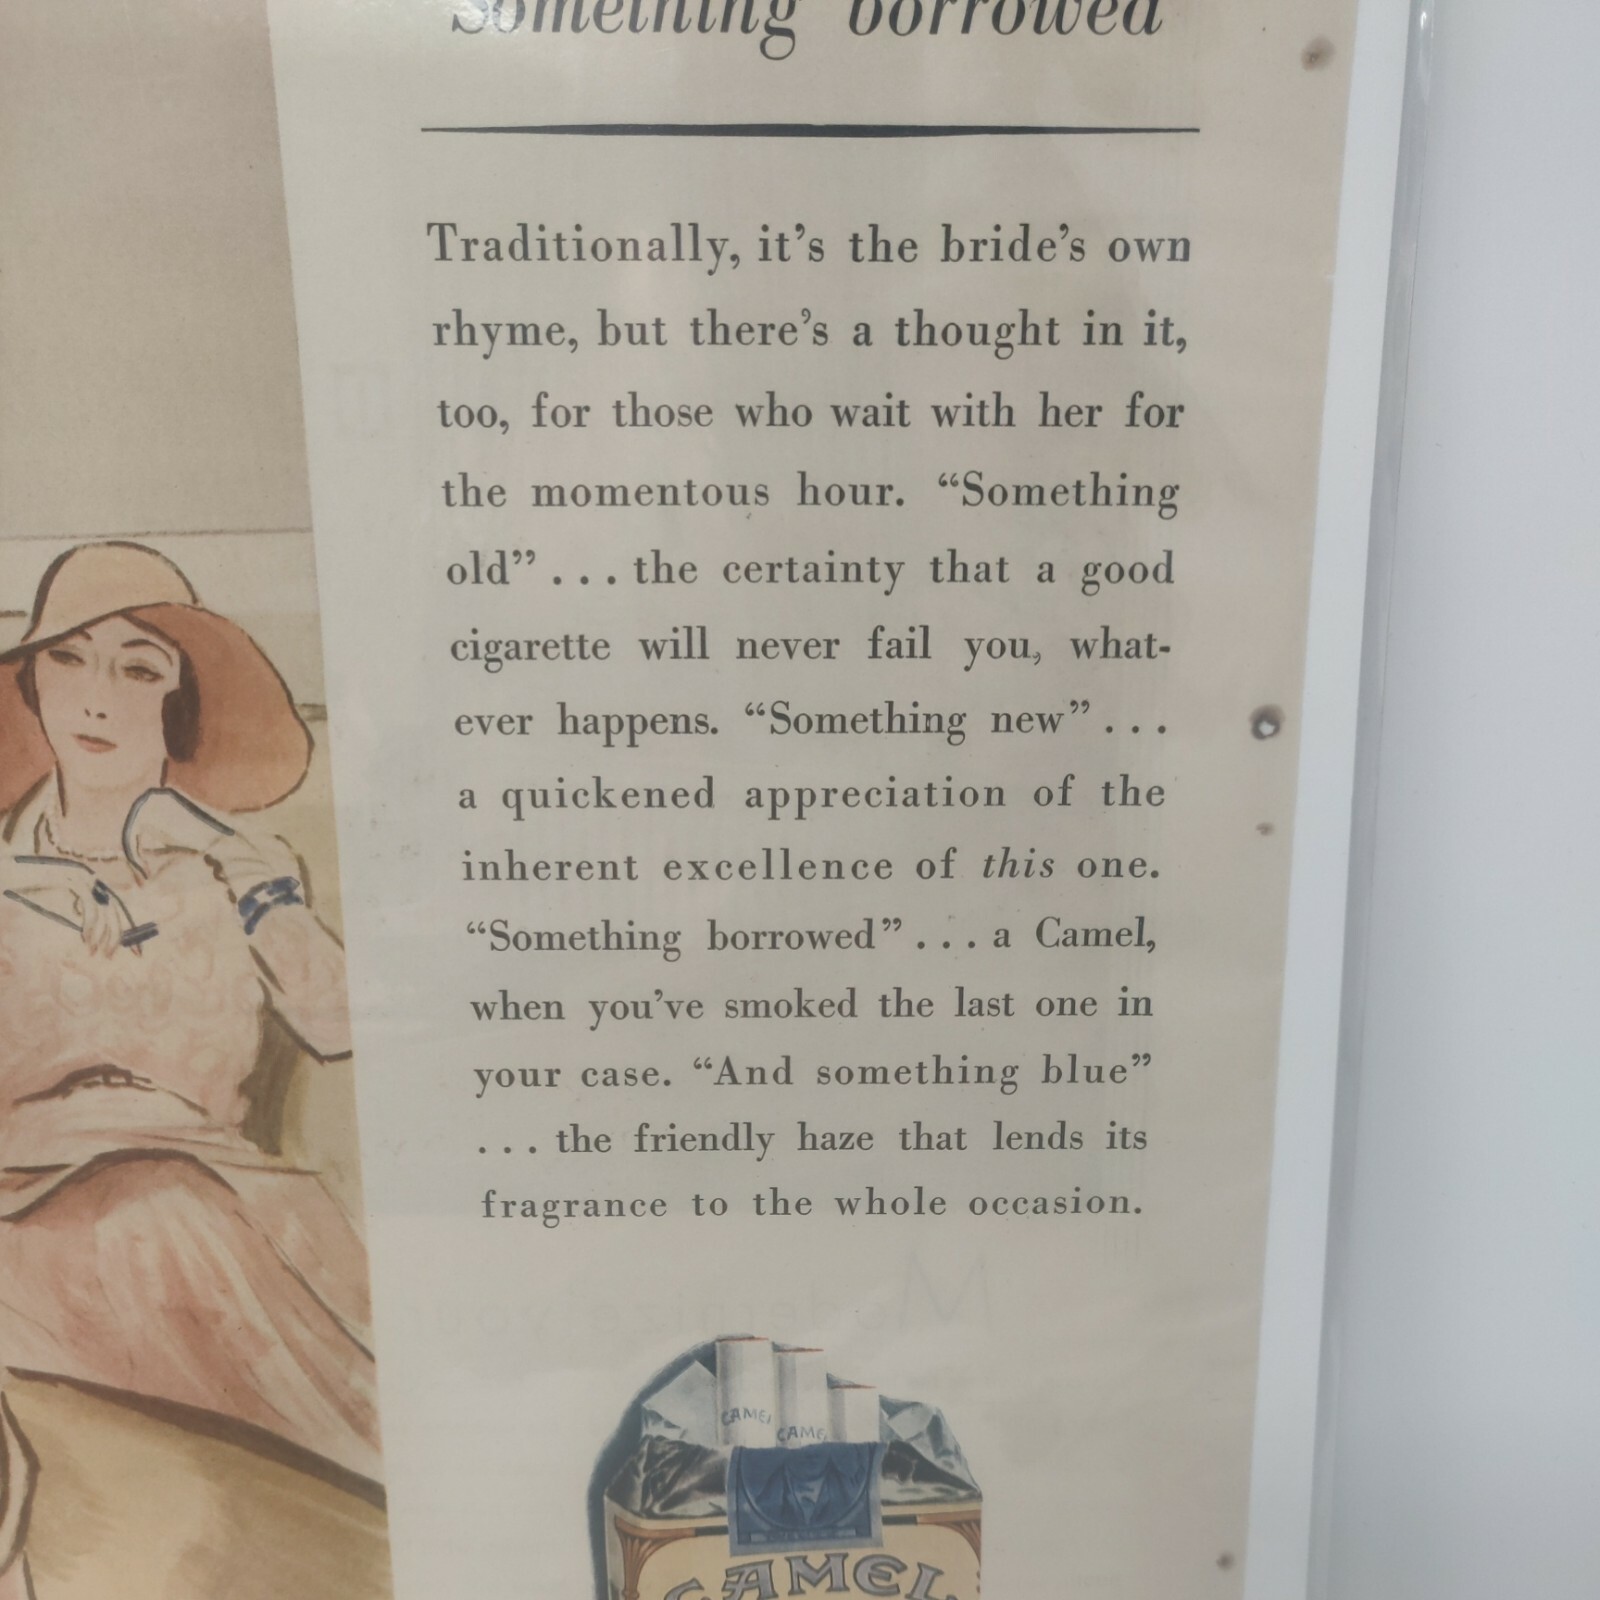 Something borrowed
Traditionally, it's the bride's own
rhyme, but there's a thought in it,
too, for those who wait with her for
the momentous hour. “Something
old” . . . the certainty that a good
cigarette will never fail you, what-
ever happens. “Something new” . . .
a quickened appreciation of the
inherent excellence of this one.
“Something borrowed” . . . a Camel,
when you've smoked the last one in
your case. “And something blue”
. . . the friendly haze that lends its
fragrance to the whole occasion.
CAMEL
CAMEL
CAMEL